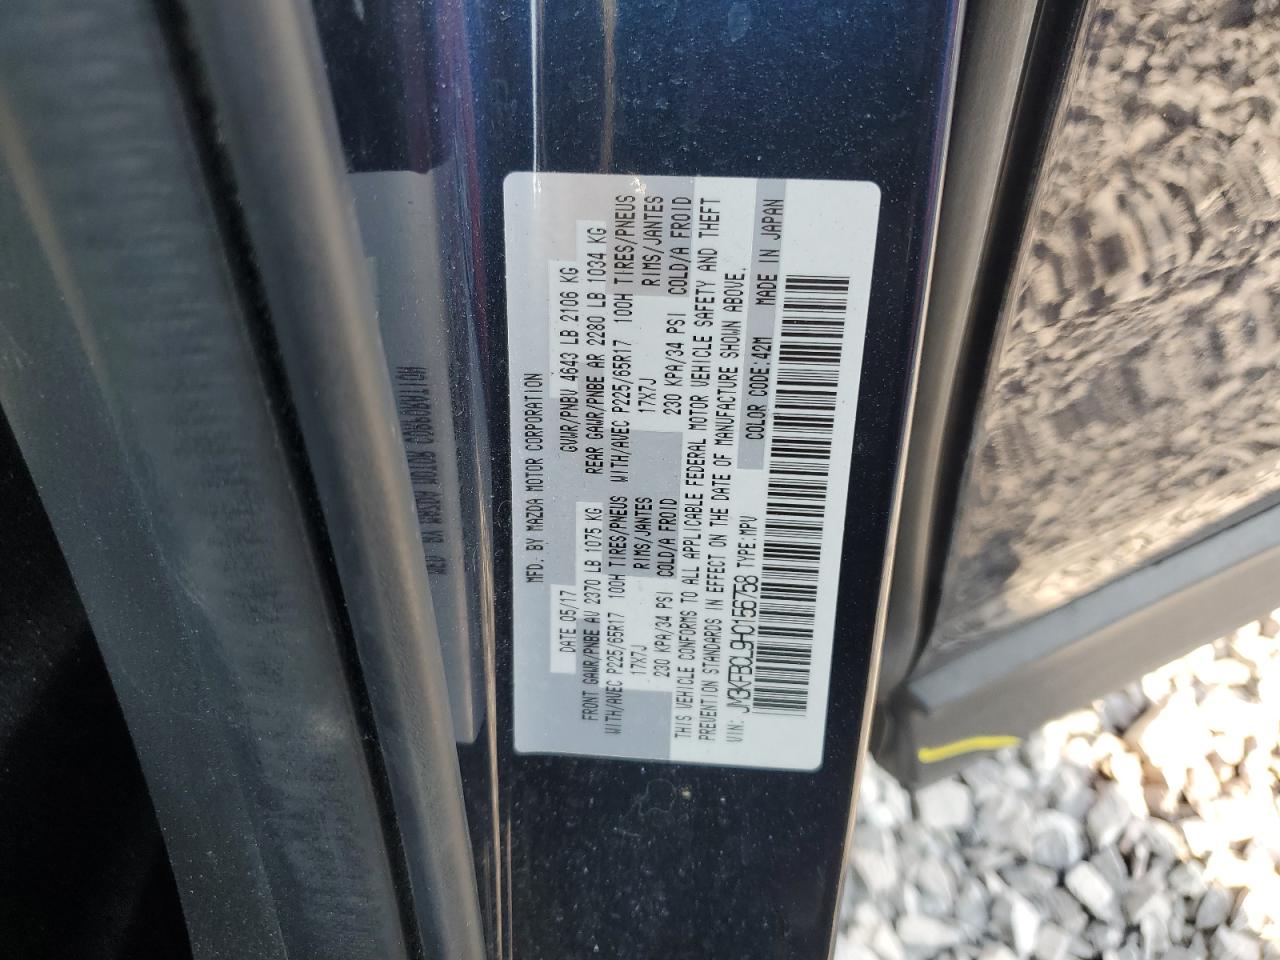 MFD. BY MAZDA MOTOR CORPORATION
DATE 05/17 GVWR/PNBV 4643 LB 2106 KG
FRONT GAWR/PNBE AV 2370 LB 1075 KG REAR GAWR/PNBE AR 2280 LB 1034 KG
WITH/AVEC P225/65R17 100H TIRES/PNEUS WITH/AVEC P225/65R17 100H TIRES/PNEUS
17X7J RIMS/JANTES 17X7J RIMS/JANTES
230 KPA/34 PSI COLD/A FROID 230 KPA/34 PSI COLD/A FROID
THIS VEHICLE CONFORMS TO ALL APPLICABLE FEDERAL MOTOR VEHICLE SAFETY AND THEFT
PREVENTION STANDARDS IN EFFECT ON THE DATE OF MANUFACTURE SHOWN ABOVE.
VIN: JM3KFBCL9H0156758 TYPE:MPV COLOR CODE:42M MADE IN JAPAN